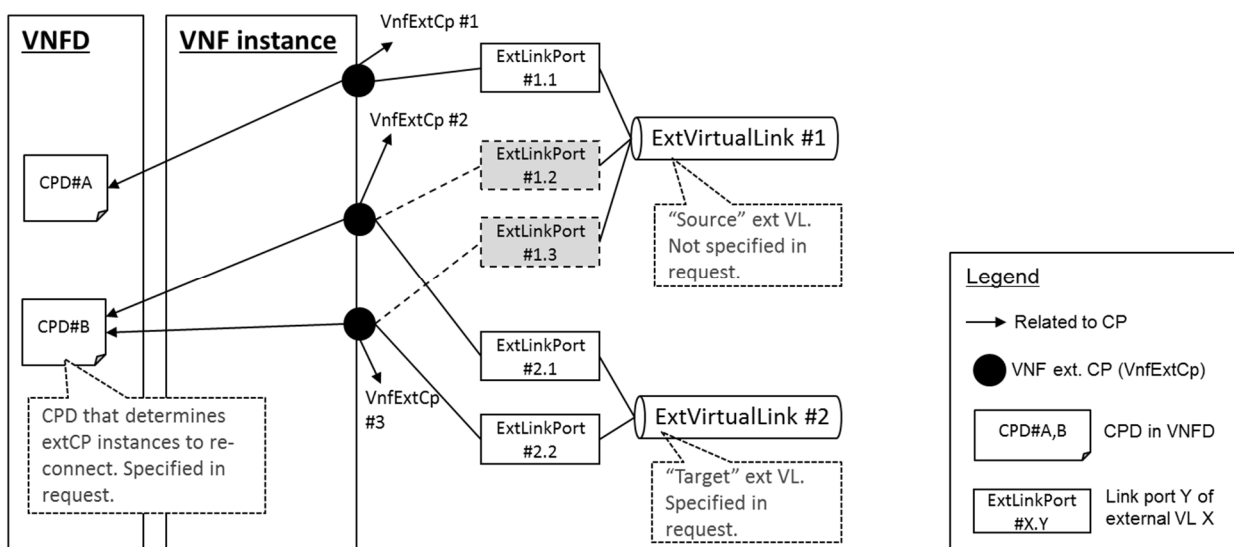 VNFD
VNF instance
VnfExtCp #1
ExtLinkPort
#1.1
VnfExtCp #2
ExtVirtualLink #1
ExtLinkPort
#1.2
CPD#A
“Source” ext VL.
Not specified in
request.
ExtLinkPort
#1.3
CPD#B
ExtLinkPort
#2.1
VnfExtCp
#3
CPD that determines
extCP instances to re-
connect. Specified in
request.
ExtVirtualLink #2
ExtLinkPort
#2.2
“Target” ext VL.
Specified in
request.
Legend
Related to CP
VNF ext. CP (VnfExtCp)
CPD#A,B
CPD in VNFD
ExtLinkPort
#X.Y
Link port Y of
external VL X